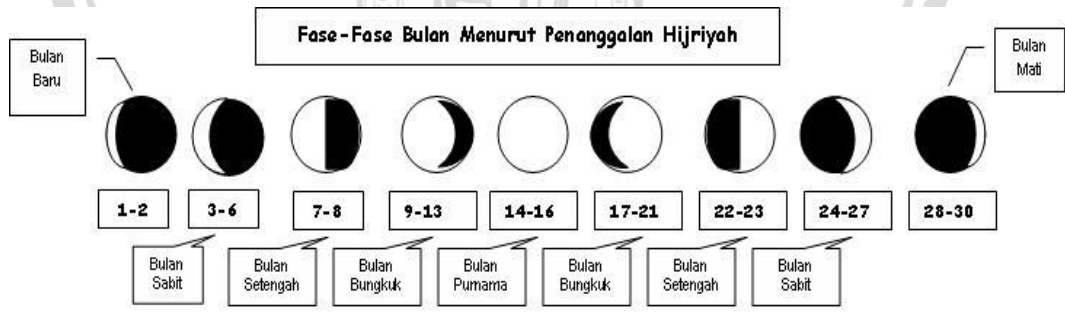 Fase-Fase Bulan Menurut Penanggalan Hijriyah
Bulan
Baru
Bulan
Mati
1-2
3-6
7-8
9-13
14-16
17-21
22-23
24-27
28-30
Bulan
Sabit
Bulan
Setengah
Bulan
Bungkuk
Bulan
Purnama
Bulan
Bungkuk
Bulan
Setengah
Bulan
Sabit